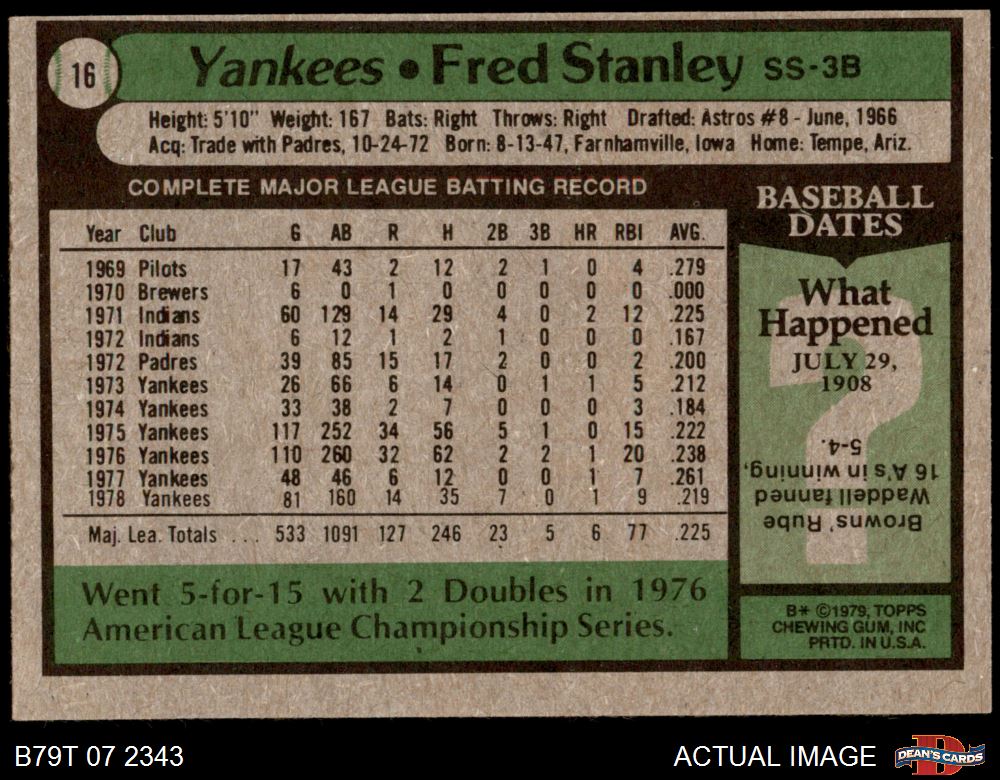 16
Yankees • Fred Stanley SS-3B
Height: 5'10" Weight: 167 Bats: Right Throws: Right Drafted: Astros #8 - June, 1966
Acq: Trade with Padres, 10-24-72 Born: 8-13-47, Farnhamville, Iowa Home: Tempe, Ariz.
COMPLETE MAJOR LEAGUE BATTING RECORD
Year Club G AB R H 2B 3B HR RBI AVG.
1969 Pilots 17 43 2 12 2 1 0 4 .279
1970 Brewers 6 0 1 0 0 0 0 0 .000
1971 Indians 60 129 14 29 4 0 2 12 .225
1972 Indians 6 12 1 2 1 0 0 0 .167
1972 Padres 39 85 15 17 2 0 0 2 .200
1973 Yankees 26 66 6 14 0 1 1 5 .212
1974 Yankees 33 38 2 7 0 0 0 3 .184
1975 Yankees 117 252 34 56 5 1 0 15 .222
1976 Yankees 110 260 32 62 2 2 1 20 .238
1977 Yankees 48 46 6 12 0 0 1 7 .261
1978 Yankees 81 160 14 35 7 0 1 9 .219
Maj. Lea. Totals ... 533 1091 127 246 23 5 6 77 .225
Went 5-for-15 with 2 Doubles in 1976
American League Championship Series.
BASEBALL
DATES
What
Happened
JULY 29,
1908
?
Browns' Rube
Waddell fanned
16 A's in winning,
5-4.
B* ©1979, TOPPS
CHEWING GUM, INC
PRTD. IN U.S.A.
B79T 07 2343
ACTUAL IMAGE
D
DEAN'S CARDS